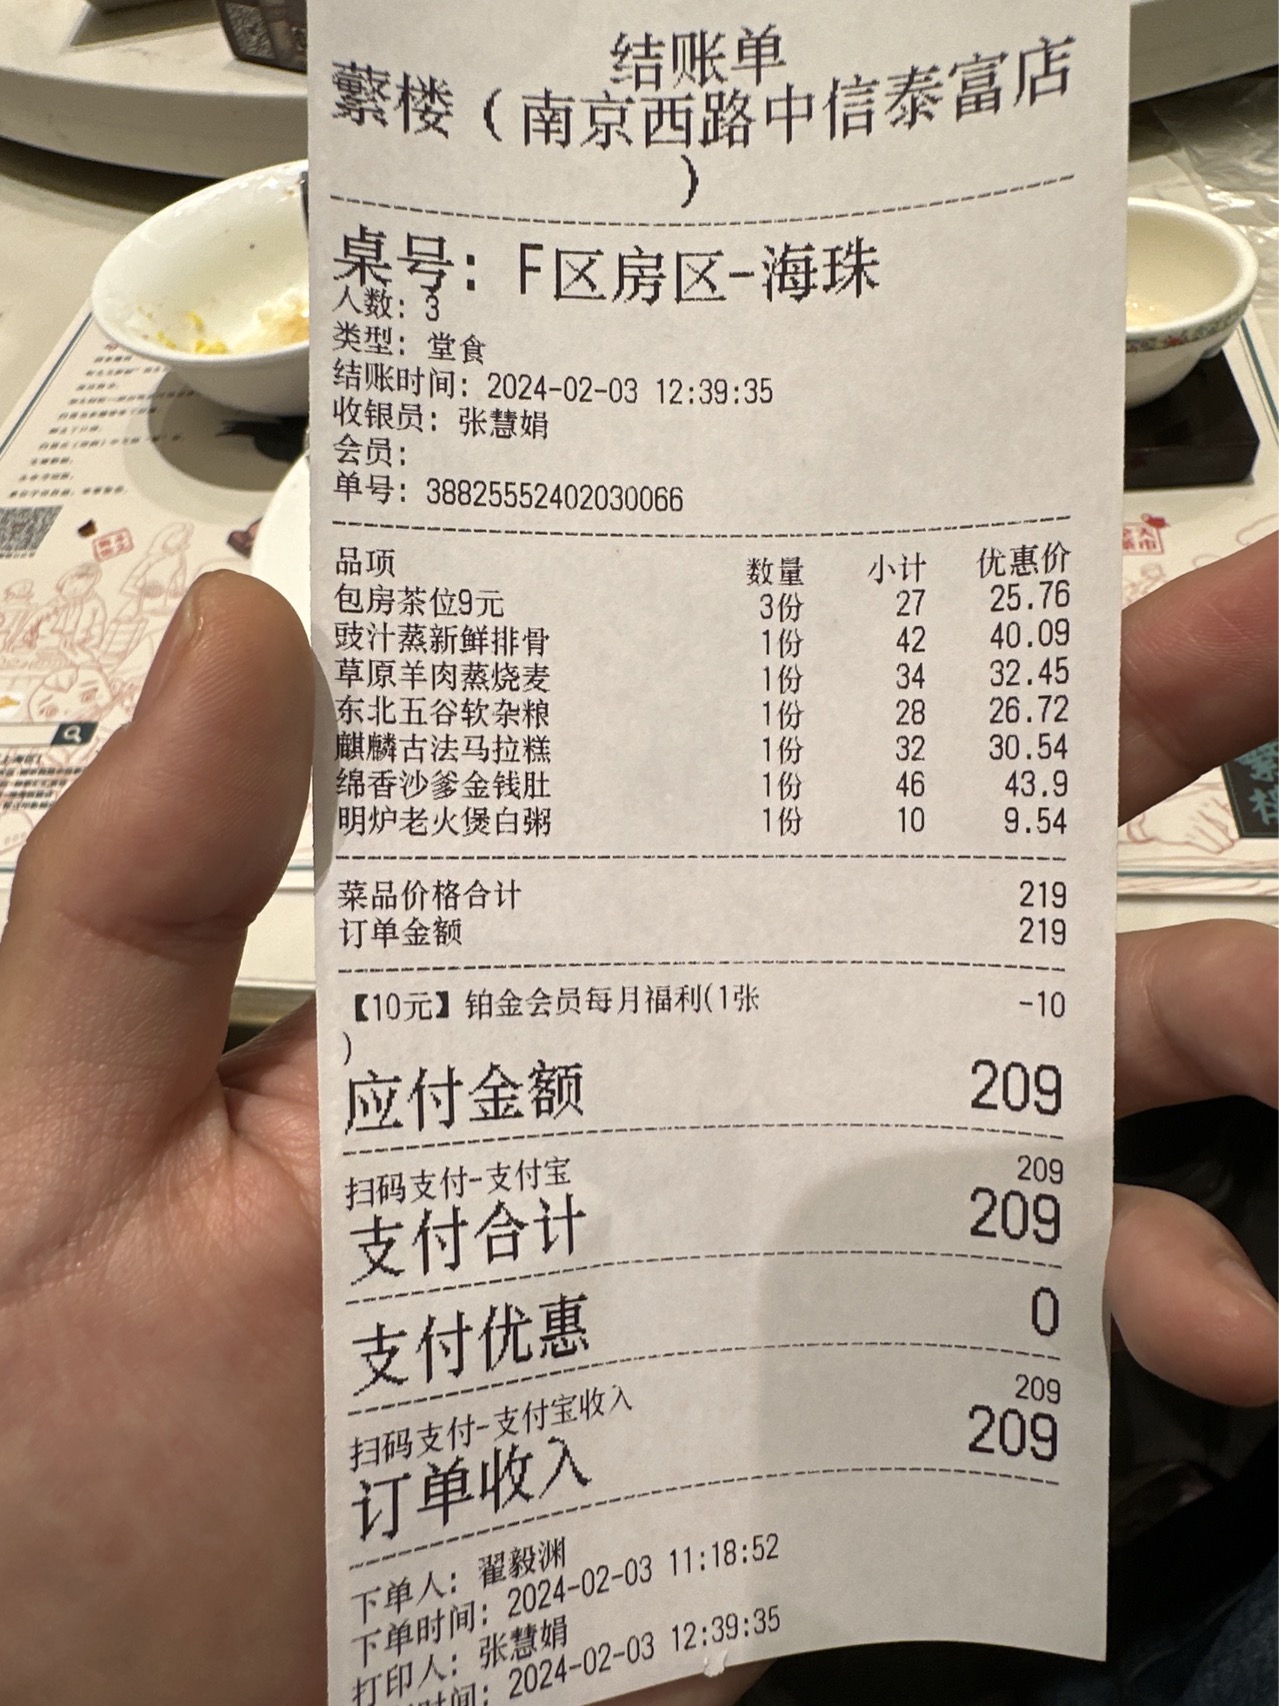 结账单
蘩楼（南京西路中信泰富店
）
桌号：F区房区-海珠
人数：3
类型：堂食
结账时间：2024-02-03 12:39:35
收银员：张慧娟
会员：
单号：38825552402030066
品项 数量 小计 优惠价
包房茶位9元 3份 27 25.76
豉汁蒸新鲜排骨 1份 42 40.09
草原羊肉蒸烧麦 1份 34 32.45
东北五谷软杂粮 1份 28 26.72
麒麟古法马拉糕 1份 32 30.54
绵香沙爹金钱肚 1份 46 43.9
明炉老火煲白粥 1份 10 9.54
菜品价格合计 219
订单金额 219
【10元】铂金会员每月福利(1张 -10
)
应付金额 209
扫码支付-支付宝 209
支付合计 209
支付优惠 0
扫码支付-支付宝收入 209
订单收入 209
下单人：翟毅渊
下单时间：2024-02-03 11:18:52
打印人：张慧娟
时间：2024-02-03 12:39:35